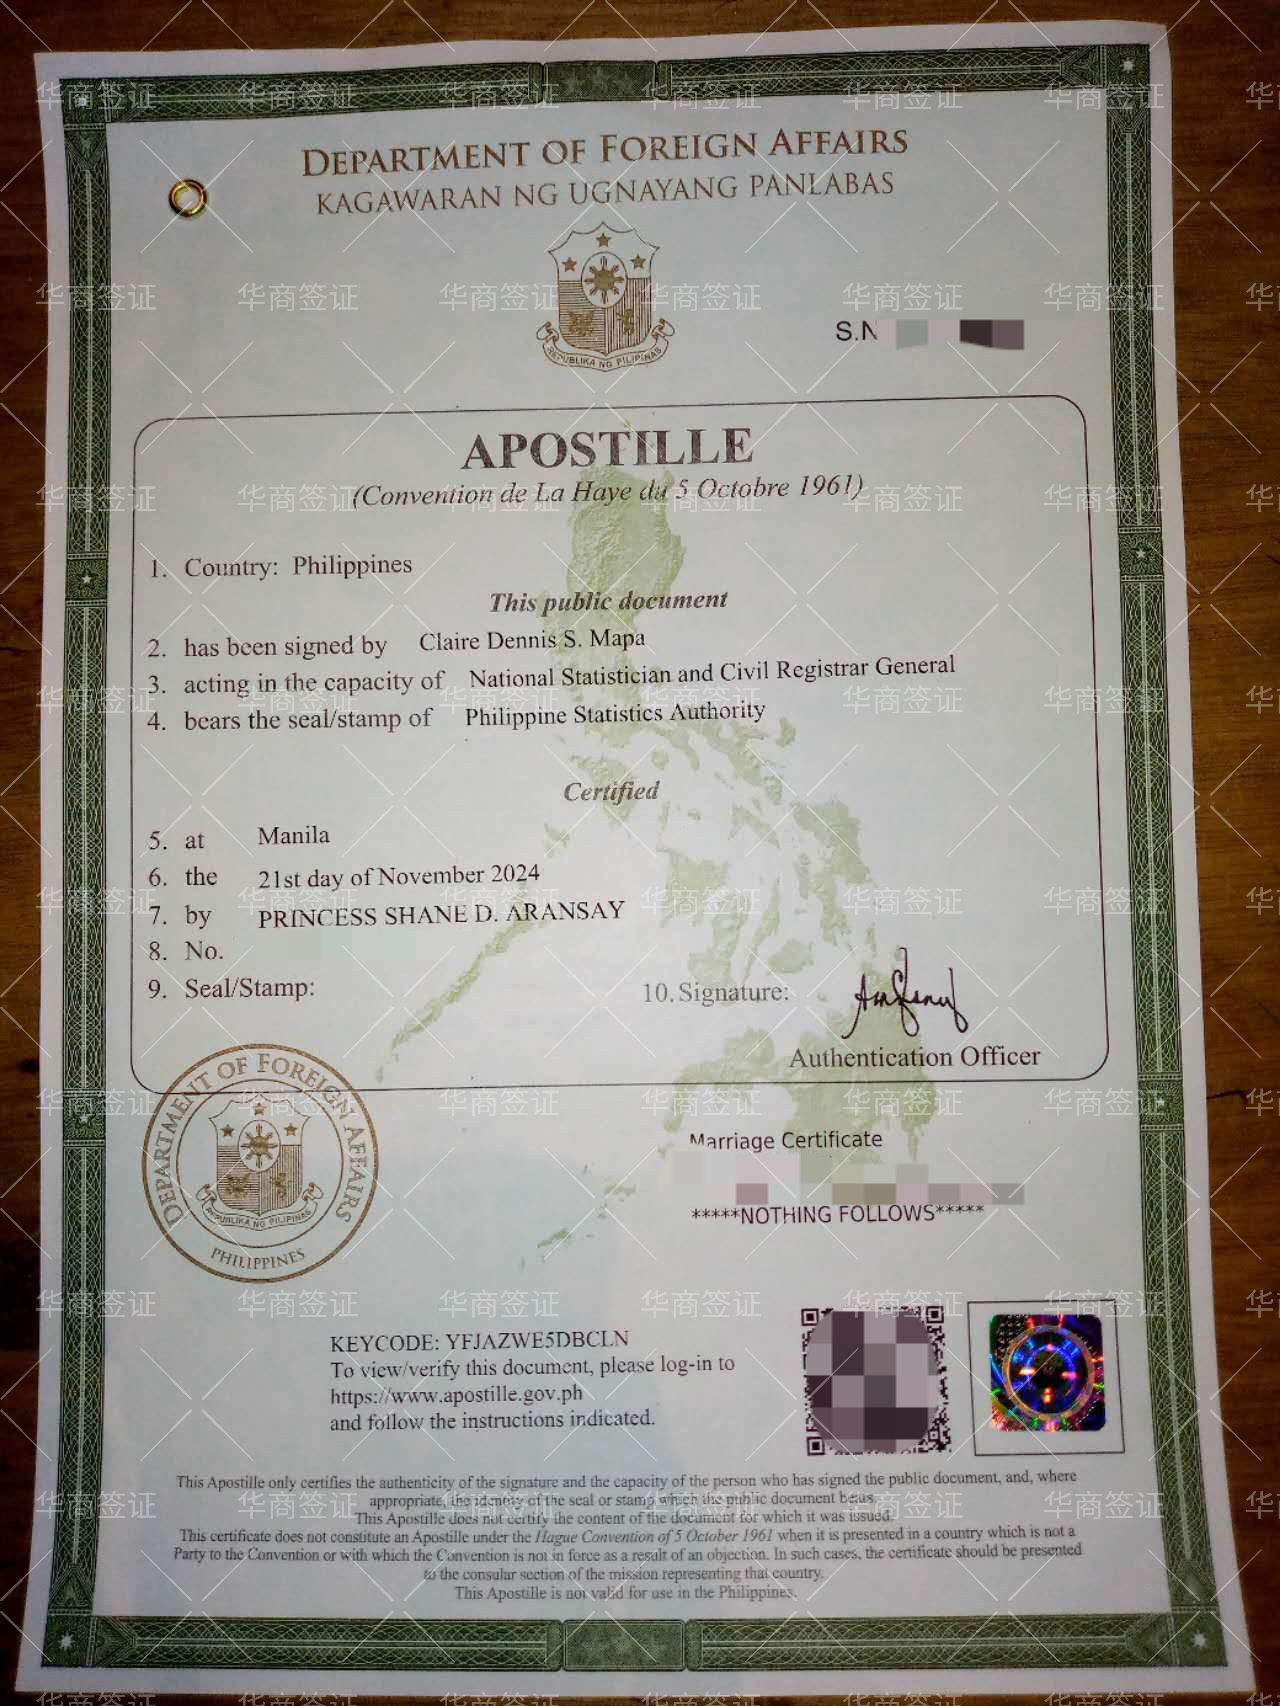 DEPARTMENT OF FOREIGN AFFAIRS
KAGAWARAN NG UGNAYANG PANLABAS
REPUBLIKA NG PILIPINAS
S.N
APOSTILLE
(Convention de La Haye du 5 Octobre 1961)
1. Country: Philippines
This public document
2. has been signed by Claire Dennis S. Mapa
3. acting in the capacity of National Statistician and Civil Registrar General
4. bears the seal/stamp of Philippine Statistics Authority
Certified
5. at Manila
6. the 21st day of November 2024
7. by PRINCESS SHANE D. ARANSAY
8. No.
9. Seal/Stamp: 10. Signature:
Authentication Officer
DEPARTMENT OF FOREIGN AFFAIRS
REPUBLIKA NG PILIPINAS
PHILIPPINES
Marriage Certificate
*****NOTHING FOLLOWS*****
KEYCODE: YFJAZWE5DBCLN
To view/verify this document, please log-in to
https://www.apostille.gov.ph
and follow the instructions indicated.
This Apostille only certifies the authenticity of the signature and the capacity of the person who has signed the public document, and, where
appropriate, the identity of the seal or stamp which the public document bears.
This Apostille does not certify the content of the document for which it was issued.
This certificate does not constitute an Apostille under the Hague Convention of 5 October 1961 when it is presented in a country which is not a
Party to the Convention or with which the Convention is not in force as a result of an objection. In such cases, the certificate should be presented
to the consular section of the mission representing that country.
This Apostille is not valid for use in the Philippines.
华商签证